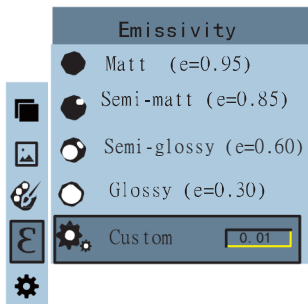 Emissivity
Matt (e=0.95)
Semi-matt (e=0.85)
Semi-glossy (e=0.60)
Glossy (e=0.30)
ε
Custom 0.01